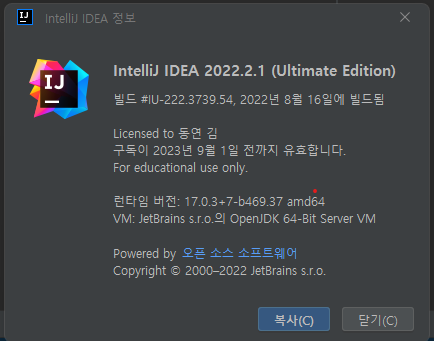 IJ IntelliJ IDEA 정보
IJ
IntelliJ IDEA 2022.2.1 (Ultimate Edition)
빌드 #IU-222.3739.54, 2022년 8월 16일에 빌드됨
Licensed to 동연 김
구독이 2023년 9월 1일 전까지 유효합니다.
For educational use only.
런타임 버전: 17.0.3+7-b469.37 amd64
VM: JetBrains s.r.o.의 OpenJDK 64-Bit Server VM
Powered by 오픈 소스 소프트웨어
Copyright © 2000–2022 JetBrains s.r.o.
복사(C) 닫기(C)